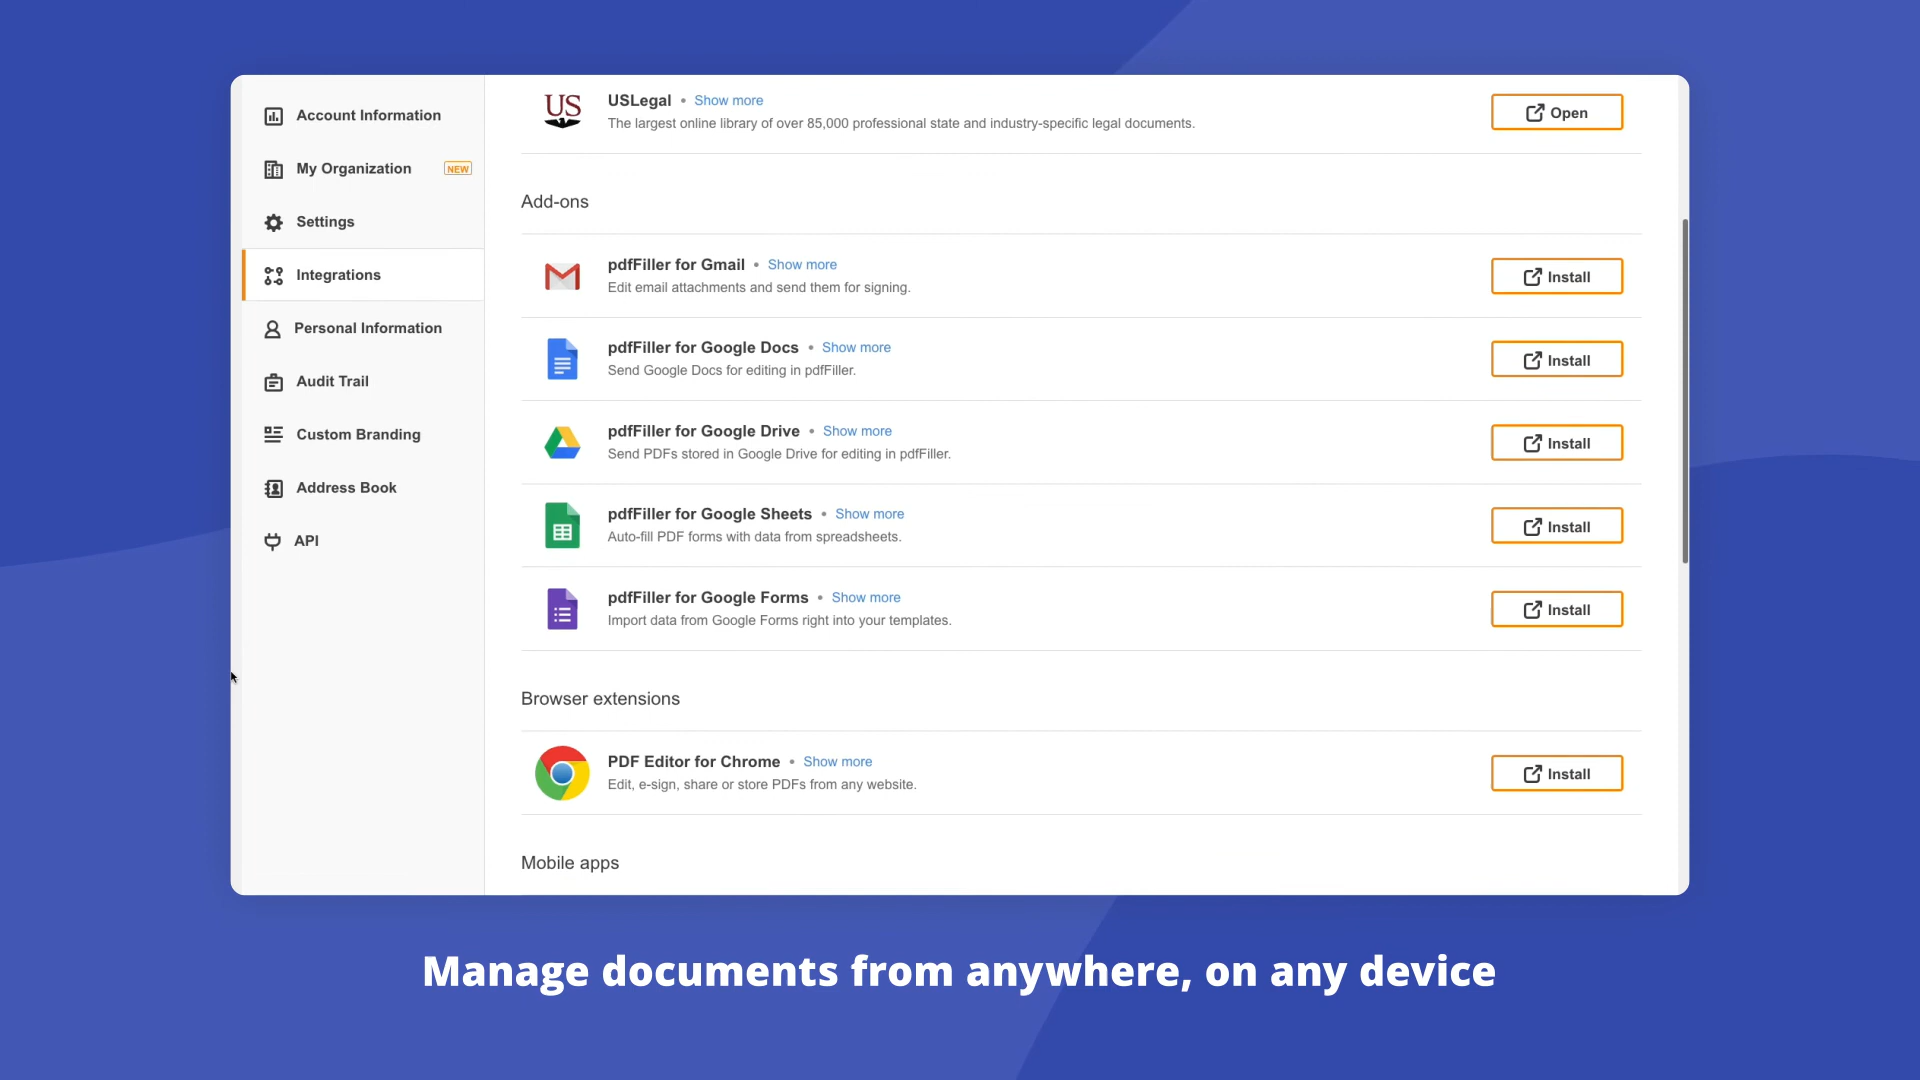 Account Information
My Organization NEW
Settings
Integrations
Personal Information
Audit Trail
Custom Branding
Address Book
API
US
USLegal • Show more
The largest online library of over 85,000 professional state and industry-specific legal documents.
Open
Add-ons
pdfFiller for Gmail • Show more
Edit email attachments and send them for signing.
Install
pdfFiller for Google Docs • Show more
Send Google Docs for editing in pdfFiller.
Install
pdfFiller for Google Drive • Show more
Send PDFs stored in Google Drive for editing in pdfFiller.
Install
pdfFiller for Google Sheets • Show more
Auto-fill PDF forms with data from spreadsheets.
Install
pdfFiller for Google Forms • Show more
Import data from Google Forms right into your templates.
Install
Browser extensions
PDF Editor for Chrome • Show more
Edit, e-sign, share or store PDFs from any website.
Install
Mobile apps
Manage documents from anywhere, on any device